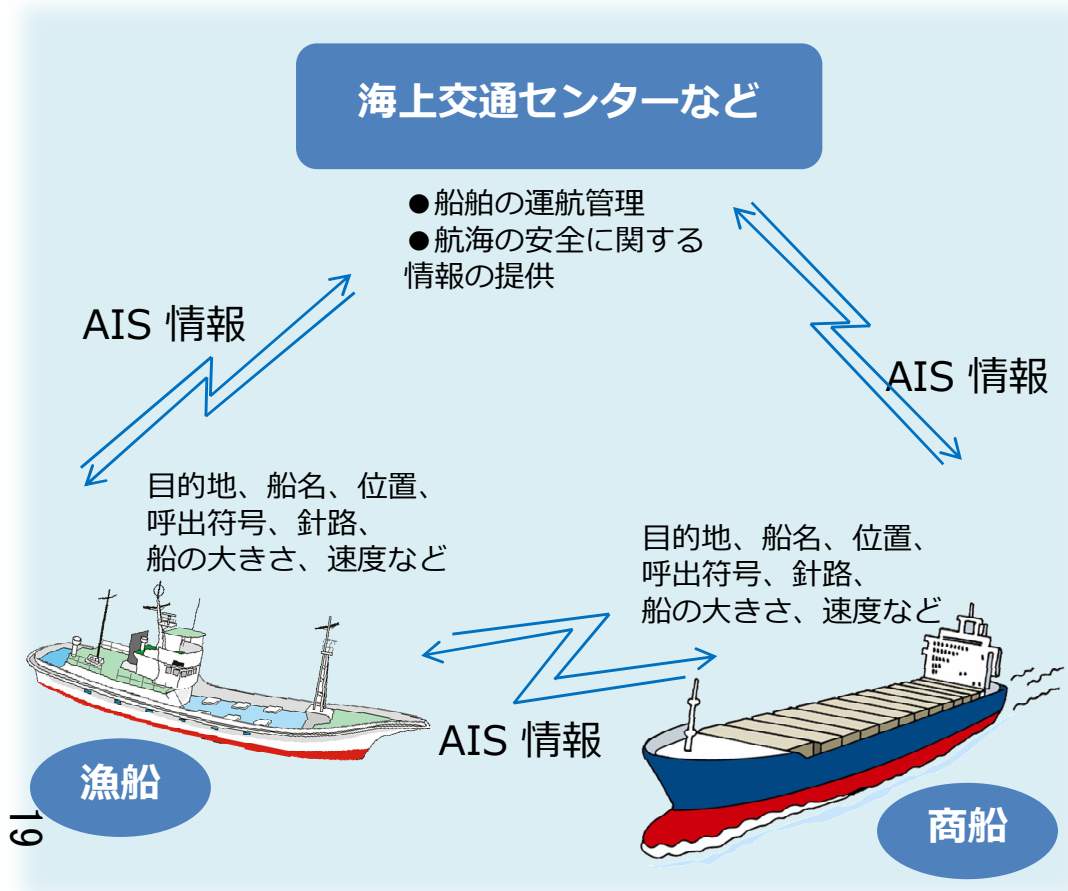 海上交通センターなど
●船舶の運航管理
●航海の安全に関する
情報の提供
AIS 情報
AIS 情報
目的地、船名、位置、
呼出符号、針路、
船の大きさ、速度など
目的地、船名、位置、
呼出符号、針路、
船の大きさ、速度など
AIS 情報
漁船
商船
19